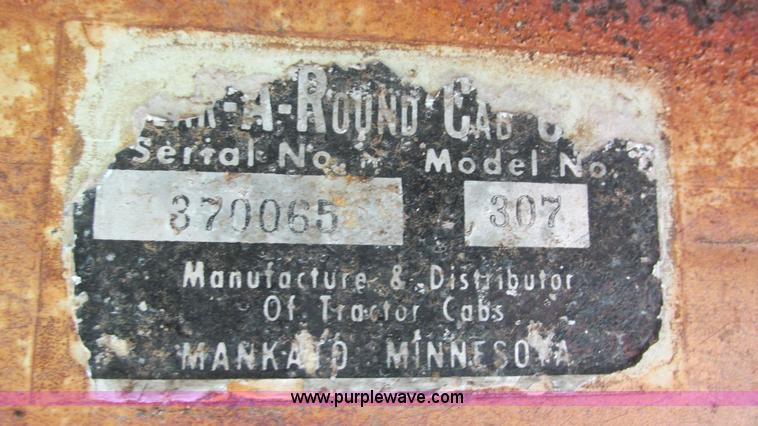 -A-ROUND CAB
Serial No. Model No.
370065 307
Manufacture & Distributor
Of Tractor Cabs
MANKATO MINNESOTA
www.purplewave.com